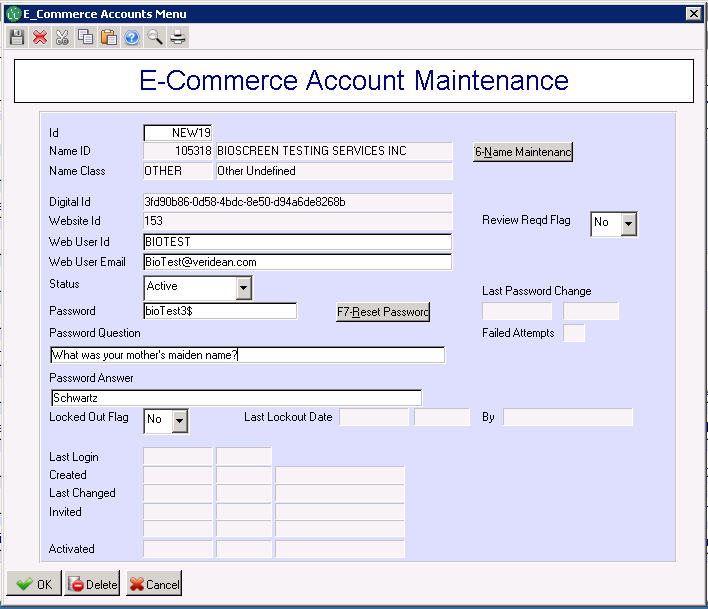 E_Commerce Accounts Menu
E-Commerce Account Maintenance
Id NEW19
Name ID 105318 BIOSCREEN TESTING SERVICES INC 6-Name Maintenanc
Name Class OTHER Other Undefined
Digital Id 3fd90b86-0d58-4bdc-8e50-d94a6de8268b
Website Id 153 Review Reqd Flag No
Web User Id BIOTEST
Web User Email BioTest@veridean.com
Status Active Last Password Change
Password bioTest3$ F7-Reset Password
Password Question Failed Attempts
What was your mother's maiden name?
Password Answer
Schwartz
Locked Out Flag No Last Lockout Date By
Last Login
Created
Last Changed
Invited
Activated
OK Delete Cancel